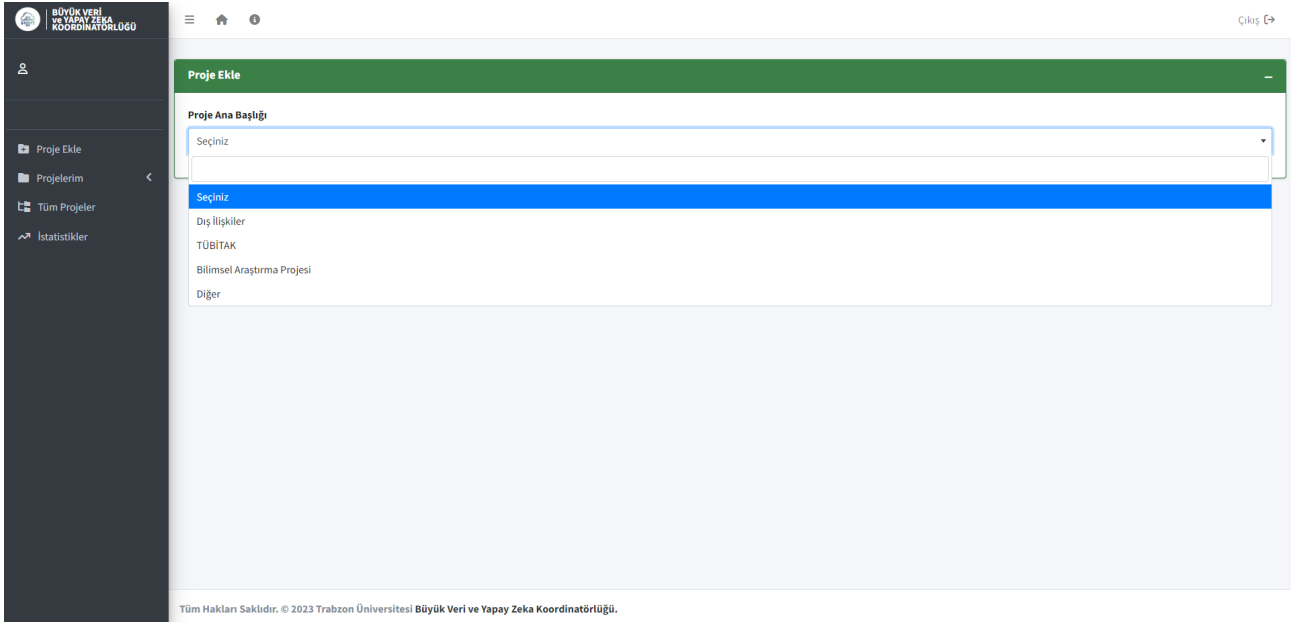 BÜYÜK VERİ
ve YAPAY ZEKA
KOORDİNATÖRLÜĞÜ
Çıkış
Proje Ekle
Projelerim
Tüm Projeler
İstatistikler
Proje Ekle
Proje Ana Başlığı
Seçiniz
Seçiniz
Dış İlişkiler
TÜBİTAK
Bilimsel Araştırma Projesi
Diğer
Tüm Hakları Saklıdır. © 2023 Trabzon Üniversitesi Büyük Veri ve Yapay Zeka Koordinatörlüğü.